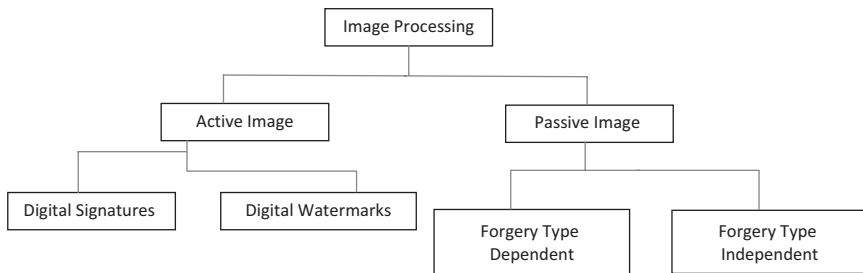 Image Processing
Active Image
Passive Image
Digital Signatures
Digital Watermarks
Forgery Type
Dependent
Forgery Type
Independent